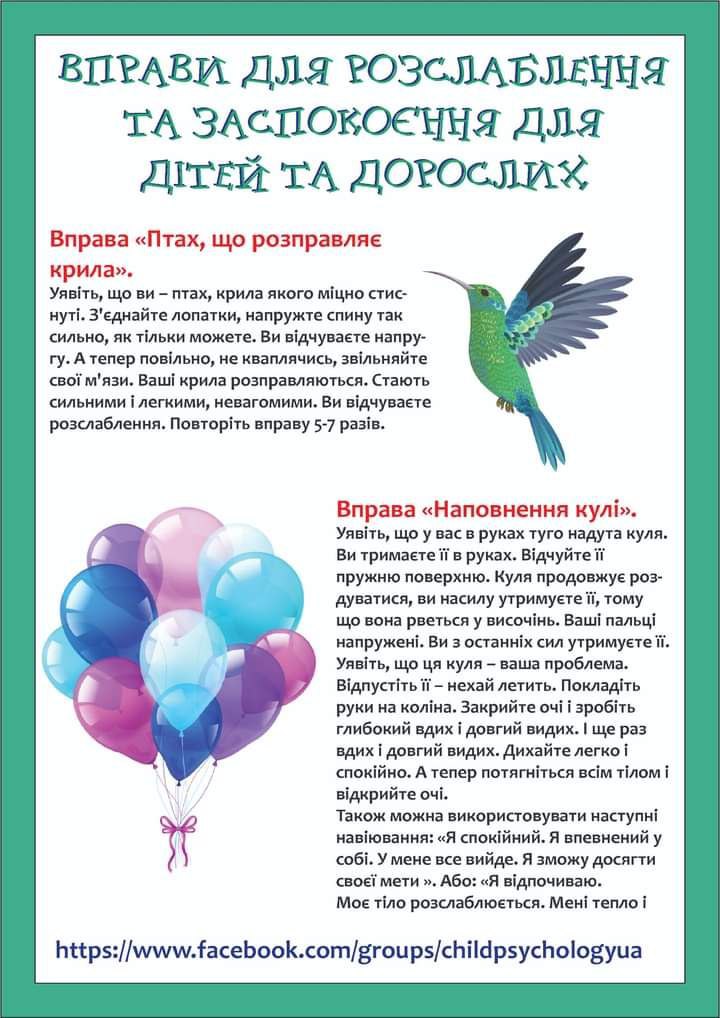 ВПРАВИ ДЛЯ РОЗСЛАБЛЕННЯ
ТА ЗАСПОКОЄННЯ ДЛЯ
ДІТЕЙ ТА ДОРОСЛИХ
Вправа «Птах, що розправляє
крила».
Уявіть, що ви – птах, крила якого міцно стис-
нуті. З'єднайте лопатки, напружте спину так
сильно, як тільки можете. Ви відчуваєте напру-
гу. А тепер повільно, не кваплячись, звільняйте
свої м'язи. Ваші крила розправляються. Стають
сильними і легкими, невагомими. Ви відчуваєте
розслаблення. Повторіть вправу 5-7 разів.
Вправа «Наповнення кулі».
Уявіть, що у вас в руках туго надута куля.
Ви тримаєте її в руках. Відчуйте її
пружню поверхню. Куля продовжує роз-
дуватися, ви насилу утримуєте її, тому
що вона рветься у височінь. Ваші пальці
напружені. Ви з останніх сил утримуєте її.
Уявіть, що ця куля – ваша проблема.
Відпустіть її – нехай летить. Покладіть
руки на коліна. Закрийте очі і зробіть
глибокий вдих і довгий видих. І ще раз
вдих і довгий видих. Дихайте легко і
спокійно. А тепер потягніться всім тілом і
відкрийте очі.
Також можна використовувати наступні
навіювання: «Я спокійний. Я впевнений у
собі. У мене все вийде. Я зможу досягти
своєї мети ». Або: «Я відпочиваю.
Моє тіло розслаблюється. Мені тепло і
https://www.facebook.com/groups/childpsychologyua